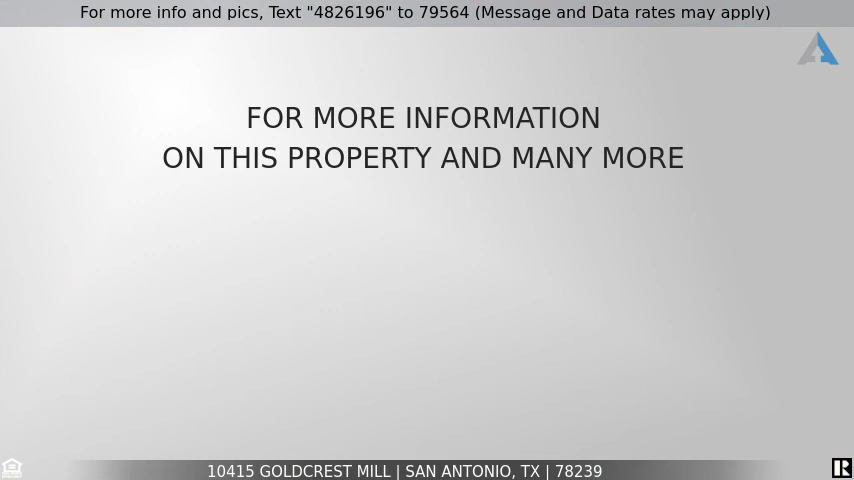 For more info and pics, Text "4826196" to 79564 (Message and Data rates may apply)
FOR MORE INFORMATION
ON THIS PROPERTY AND MANY MORE
10415 GOLDCREST MILL | SAN ANTONIO, TX | 78239